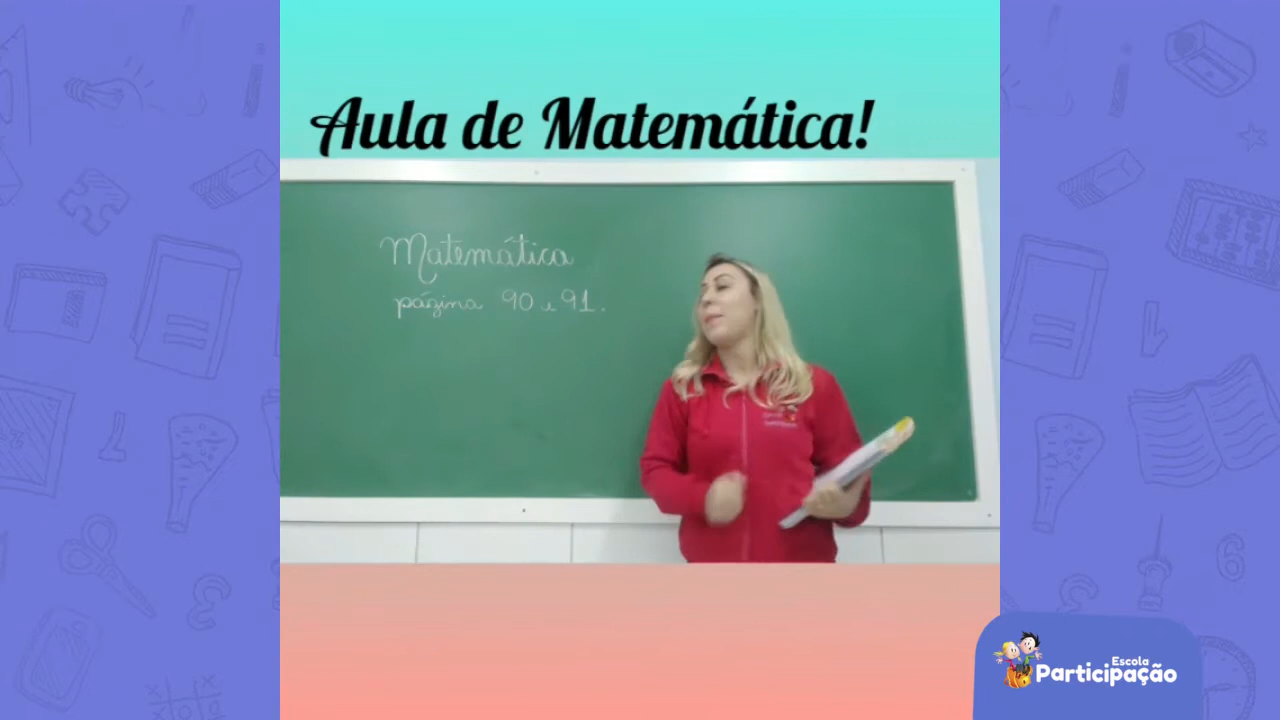 Aula de Matemática!
Matemática
página 90 e 91.
Escola
Participação